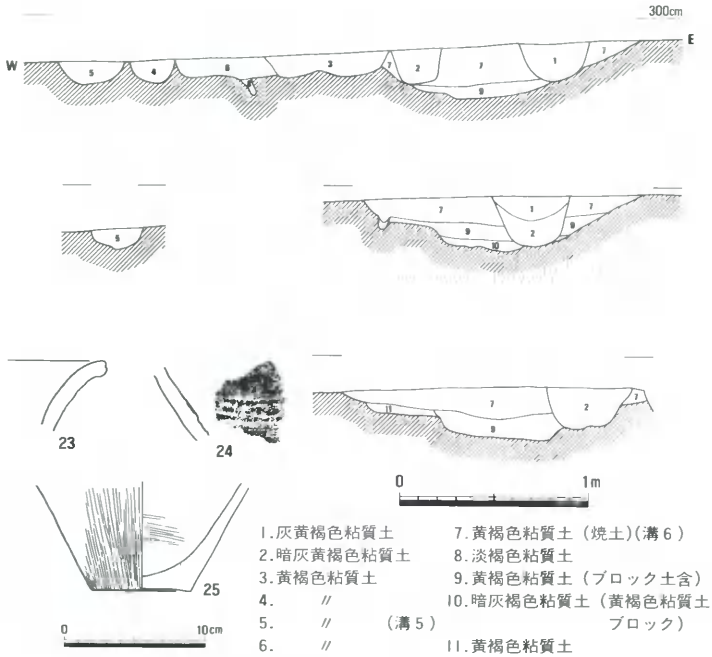 300cm
W
E
5
4
6
3
7
2
7
1
7
9
5
7
1
7
9
2
9
10
11
7
9
2
7
23
24
25
0
1m
0
10cm
1.灰黄褐色粘質土
2.暗灰黄褐色粘質土
3.黄褐色粘質土
4. 〃
5. 〃 (溝5)
6. 〃
7.黄褐色粘質土(焼土)(溝6)
8.淡褐色粘質土
9.黄褐色粘質土(ブロック土含)
10.暗灰褐色粘質土(黄褐色粘質土
ブロック)
11.黄褐色粘質土